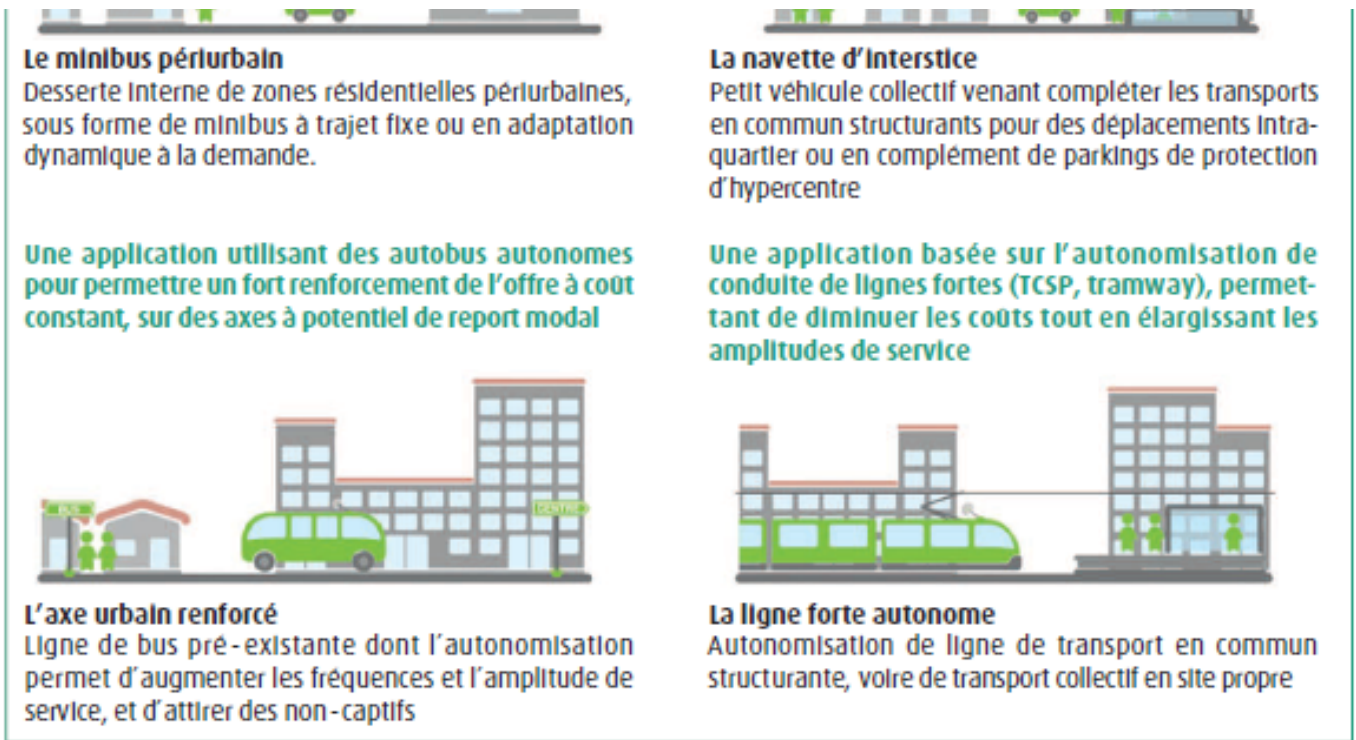 Le minibus périurbain
Desserte interne de zones résidentielles périurbaines,
sous forme de minibus à trajet fixe ou en adaptation
dynamique à la demande.
La navette d'interstice
Petit véhicule collectif venant compléter les transports
en commun structurants pour des déplacements intra-
quartier ou en complément de parkings de protection
d'hypercentre
Une application utilisant des autobus autonomes
pour permettre un fort renforcement de l'offre à coût
constant, sur des axes à potentiel de report modal
Une application basée sur l'autonomisation de
conduite de lignes fortes (TCSP, tramway), permet-
tant de diminuer les coûts tout en élargissant les
amplitudes de service
BUS
CENTRE
L'axe urbain renforcé
Ligne de bus pré-existante dont l'autonomisation
permet d'augmenter les fréquences et l'amplitude de
service, et d'attirer des non-captifs
La ligne forte autonome
Autonomisation de ligne de transport en commun
structurante, voire de transport collectif en site propre